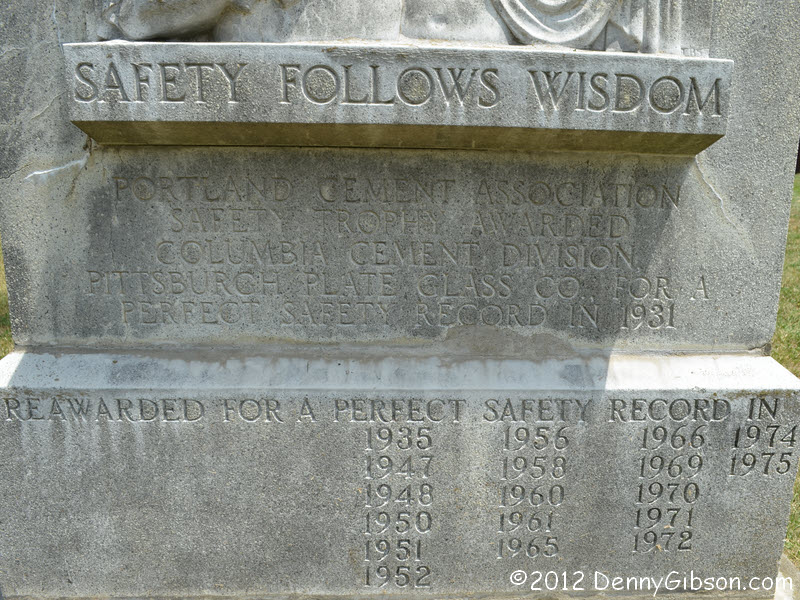 SAFETY FOLLOWS WISDOM
PORTLAND CEMENT ASSOCIATION
SAFETY TROPHY AWARDED
COLUMBIA CEMENT DIVISION
PITTSBURGH PLATE GLASS CO. FOR A
PERFECT SAFETY RECORD IN 1931
REAWARDED FOR A PERFECT SAFETY RECORD IN
1935 1956 1966 1974
1947 1958 1969 1975
1948 1960 1970
1950 1961 1971
1951 1965 1972
1952
©2012 DennyGibson.com